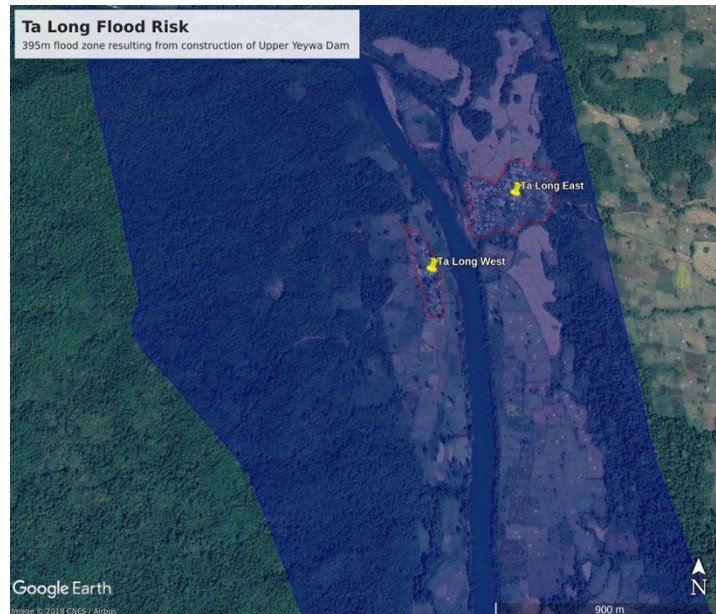 Ta Long Flood Risk
395m flood zone resulting from construction of Upper Yeywa Dam
Ta Long East
Ta Long West
N
Google Earth
900 m
Image © 2019 CNES / Airbus